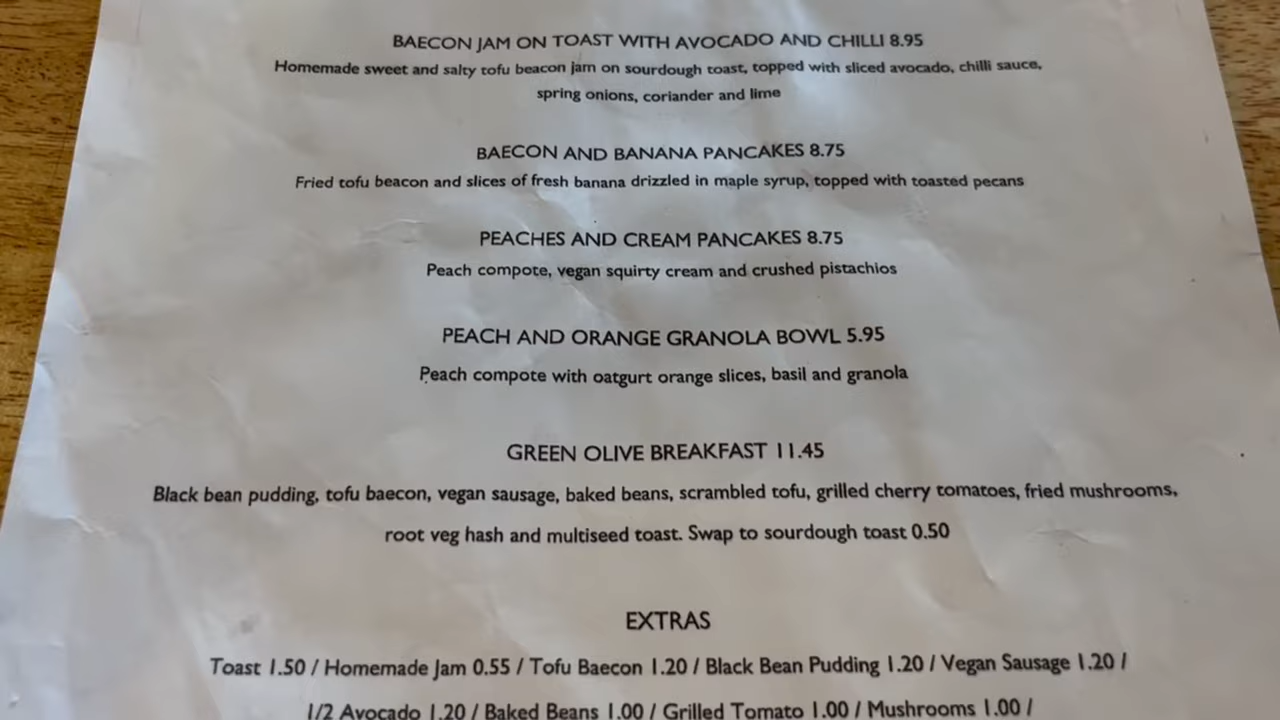 BAECON JAM ON TOAST WITH AVOCADO AND CHILLI 8.95
Homemade sweet and salty tofu beacon jam on sourdough toast, topped with sliced avocado, chilli sauce,
spring onions, coriander and lime
BAECON AND BANANA PANCAKES 8.75
Fried tofu beacon and slices of fresh banana drizzled in maple syrup, topped with toasted pecans
PEACHES AND CREAM PANCAKES 8.75
Peach compote, vegan squirty cream and crushed pistachios
PEACH AND ORANGE GRANOLA BOWL 5.95
Peach compote with oatgurt orange slices, basil and granola
GREEN OLIVE BREAKFAST 11.45
Black bean pudding, tofu baecon, vegan sausage, baked beans, scrambled tofu, grilled cherry tomatoes, fried mushrooms,
root veg hash and multiseed toast. Swap to sourdough toast 0.50
EXTRAS
Toast 1.50 / Homemade Jam 0.55 / Tofu Baecon 1.20 / Black Bean Pudding 1.20 / Vegan Sausage 1.20 /
1/2 Avocado 1.20 / Baked Beans 1.00 / Grilled Tomato 1.00 / Mushrooms 1.00 /